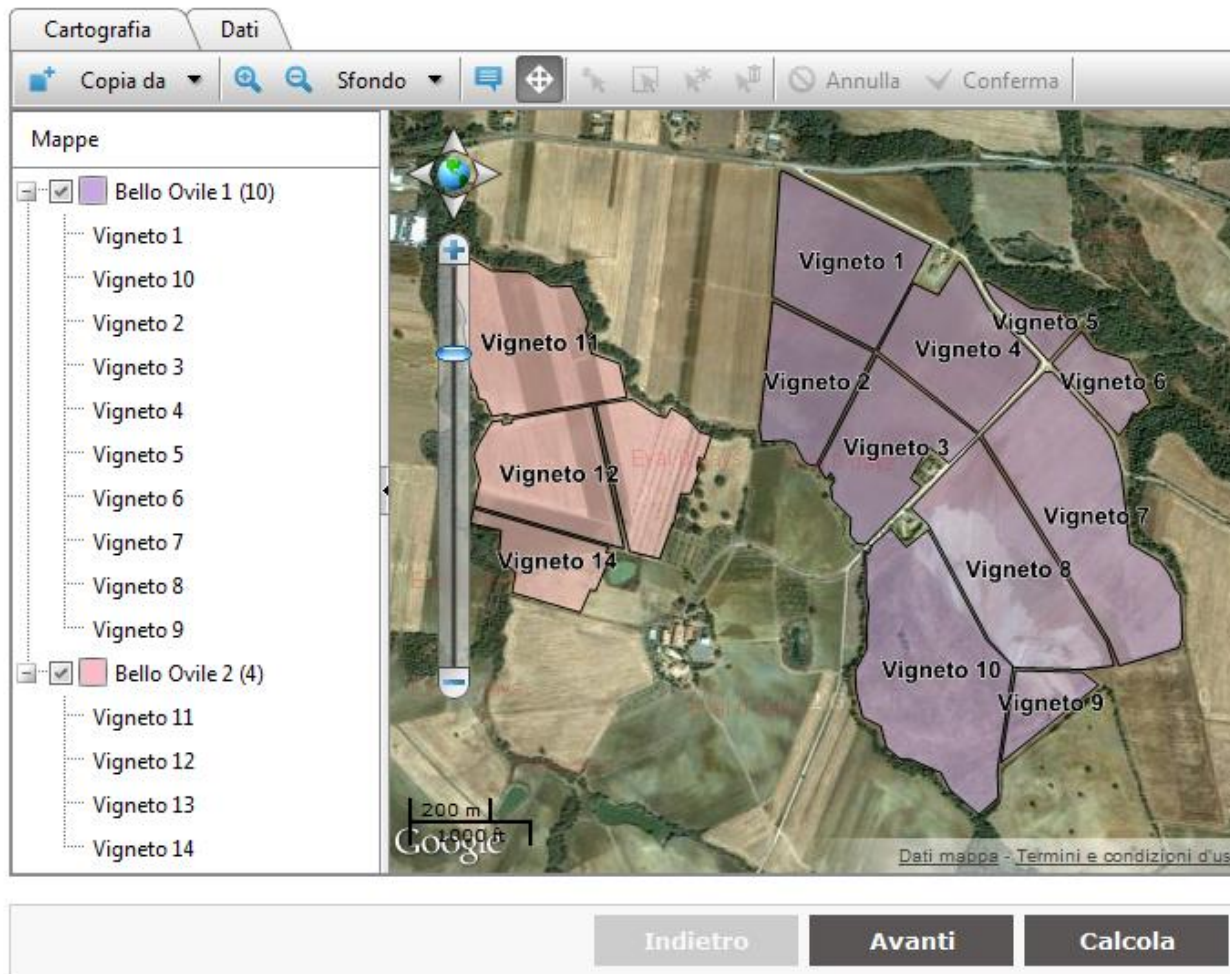 Cartografia Dati
Copia da Sfondo Annulla Conferma
Mappe
Bello Ovile 1 (10)
Vigneto 1
Vigneto 10
Vigneto 2
Vigneto 3
Vigneto 4
Vigneto 5
Vigneto 6
Vigneto 7
Vigneto 8
Vigneto 9
Bello Ovile 2 (4)
Vigneto 11
Vigneto 12
Vigneto 13
Vigneto 14
Vigneto 1
Vigneto 5
Vigneto 11
Vigneto 4
Vigneto 2
Vigneto 6
Vigneto 3
Vigneto 12
Vigneto 7
Vigneto 14
Vigneto 8
Vigneto 10
Vigneto 9
200 m
1000 ft
Google
Dati mappa - Termini e condizioni d'us
Indietro Avanti Calcola